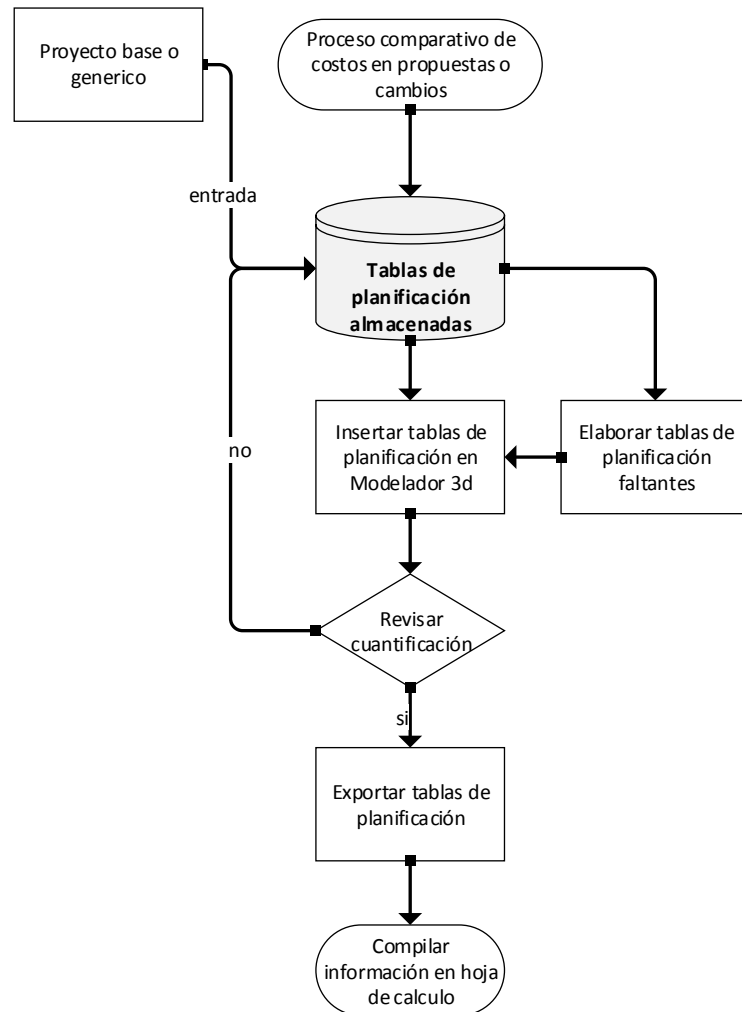 Proyecto base o
generico
Proceso comparativo de
costos en propuestas o
cambios
entrada
Tablas de
planificación
almacenadas
Insertar tablas de
planificación en
Modelador 3d
Elaborar tablas de
planificación
faltantes
no
Revisar
cuantificación
si
Exportar tablas de
planificación
Compilar
información en hoja
de calculo